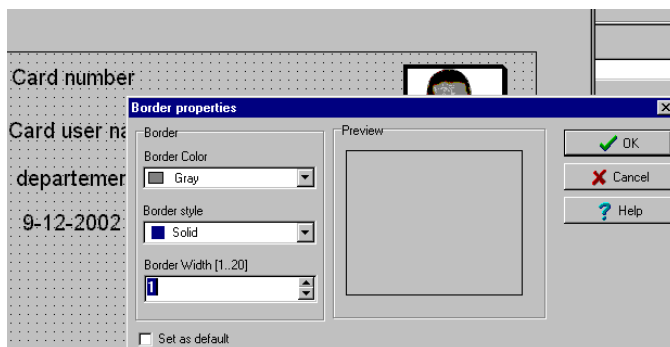 Card number
Card user na
departemer
9-12-2002
Border properties
Border
Border Color
Gray
Border style
Solid
Border Width [1..20]
1
Set as default
Preview
OK
Cancel
Help